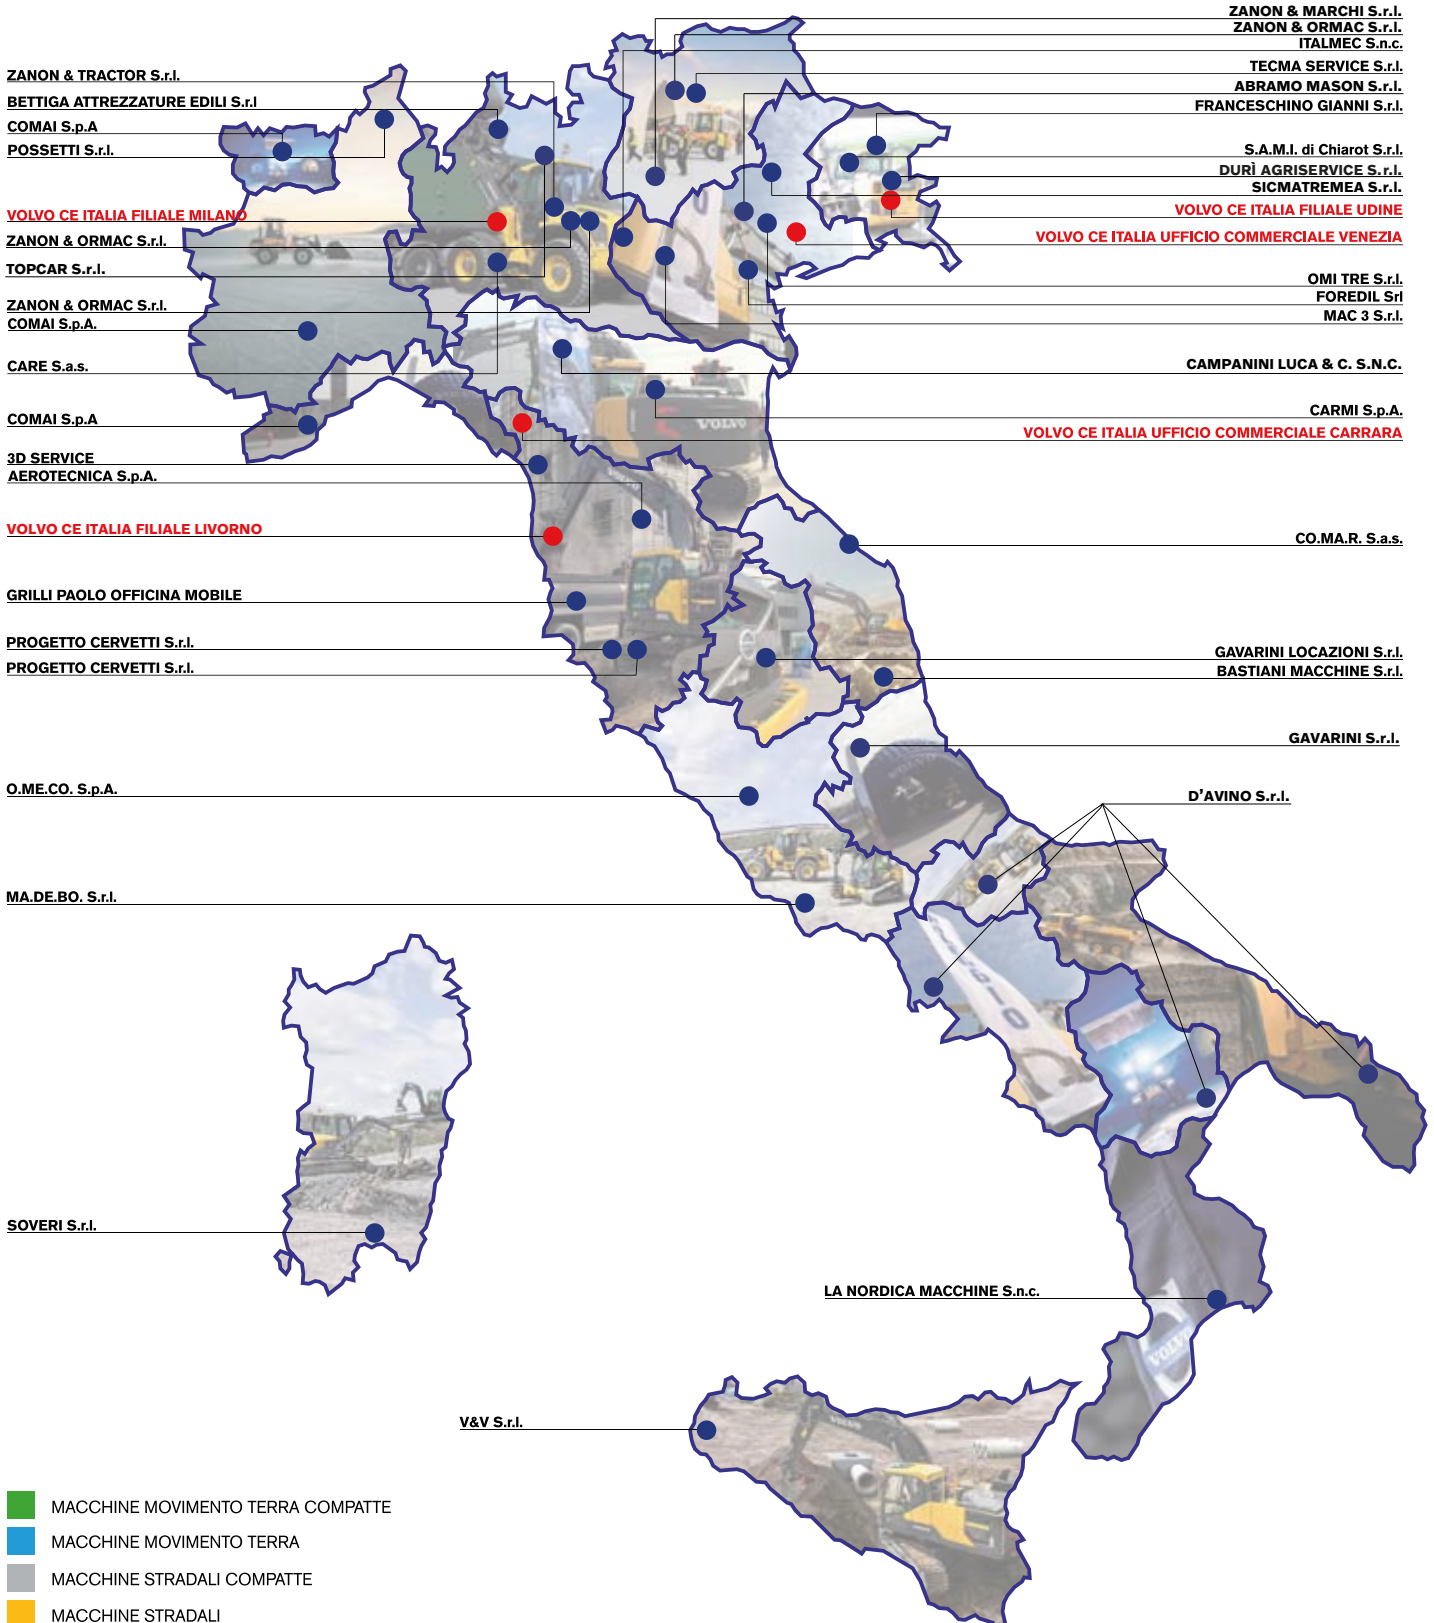 ZANON & MARCHI S.r.l.
ZANON & ORMAC S.r.l.
ITALMEC S.n.c.
TECMA SERVICE S.r.l.
ABRAMO MASON S.r.l.
FRANCESCHINO GIANNI S.r.l.
S.A.M.I. di Chiarot S.r.l.
DURÌ AGRISERVICE S.r.l.
SICMATREMEA S.r.l.
VOLVO CE ITALIA FILIALE UDINE
VOLVO CE ITALIA UFFICIO COMMERCIALE VENEZIA
OMI TRE S.r.l.
FOREDIL Srl
MAC 3 S.r.l.
CAMPANINI LUCA & C. S.N.C.
CARMI S.p.A.
VOLVO CE ITALIA UFFICIO COMMERCIALE CARRARA
CO.MA.R. S.a.s.
GAVARINI LOCAZIONI S.r.l.
BASTIANI MACCHINE S.r.l.
GAVARINI S.r.l.
D'AVINO S.r.l.
ZANON & TRACTOR S.r.l.
BETTIGA ATTREZZATURE EDILI S.r.l
COMAI S.p.A
POSSETTI S.r.l.
VOLVO CE ITALIA FILIALE MILANO
ZANON & ORMAC S.r.l.
TOPCAR S.r.l.
ZANON & ORMAC S.r.l.
COMAI S.p.A.
CARE S.a.s.
COMAI S.p.A
3D SERVICE
AEROTECNICA S.p.A.
VOLVO CE ITALIA FILIALE LIVORNO
GRILLI PAOLO OFFICINA MOBILE
PROGETTO CERVETTI S.r.l.
PROGETTO CERVETTI S.r.l.
O.ME.CO. S.p.A.
MA.DE.BO. S.r.l.
SOVERI S.r.l.
LA NORDICA MACCHINE S.n.c.
V&V S.r.l.
VOLVO
VOLVO
MACCHINE MOVIMENTO TERRA COMPATTE
MACCHINE MOVIMENTO TERRA
MACCHINE STRADALI COMPATTE
MACCHINE STRADALI